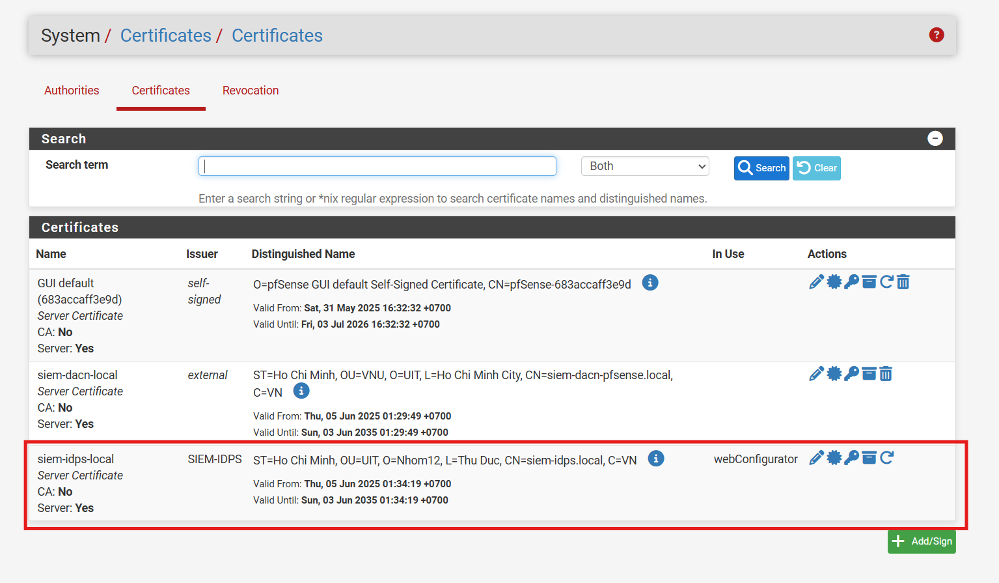 System / Certificates / Certificates
?
Authorities Certificates Revocation
Search
Search term Both Search Clear
Enter a search string or *nix regular expression to search certificate names and distinguished names.
Certificates
Name Issuer Distinguished Name In Use Actions
GUI default
(683accaff3e9d)
Server Certificate
CA: No
Server: Yes
self-
signed
O=pfSense GUI default Self-Signed Certificate, CN=pfSense-683accaff3e9d
Valid From: Sat, 31 May 2025 16:32:32 +0700
Valid Until: Fri, 03 Jul 2026 16:32:32 +0700
siem-dacn-local
Server Certificate
CA: No
Server: Yes
external
ST=Ho Chi Minh, OU=VNU, O=UIT, L=Ho Chi Minh City, CN=siem-dacn-pfsense.local,
C=VN
Valid From: Thu, 05 Jun 2025 01:29:49 +0700
Valid Until: Sun, 03 Jun 2035 01:29:49 +0700
siem-idps-local
Server Certificate
CA: No
Server: Yes
SIEM-IDPS
ST=Ho Chi Minh, OU=UIT, O=Nhom12, L=Thu Duc, CN=siem-idps.local, C=VN
Valid From: Thu, 05 Jun 2025 01:34:19 +0700
Valid Until: Sun, 03 Jun 2035 01:34:19 +0700
webConfigurator
Add/Sign